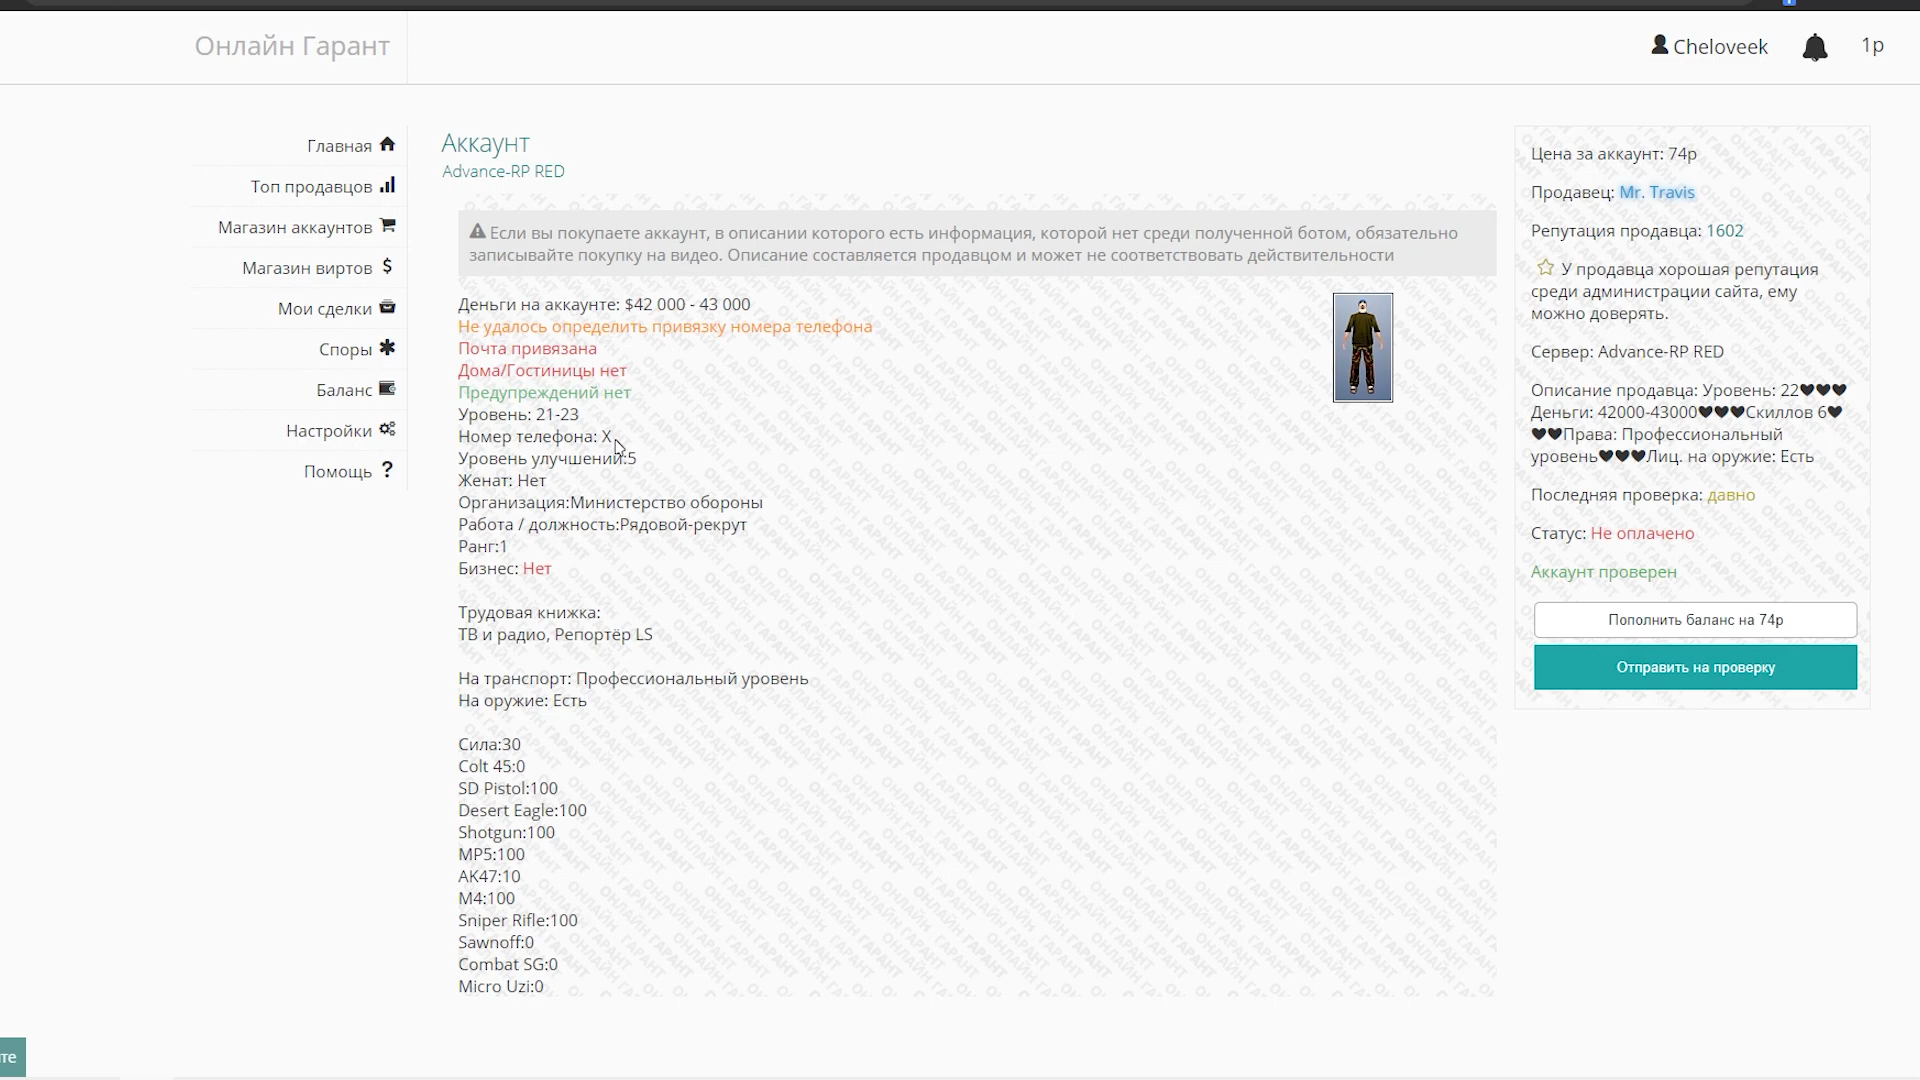 Онлайн Гарант
Cheloveek
1р
Главная
Топ продавцов
Магазин аккаунтов
Магазин виртов
Мои сделки
Споры
Баланс
Настройки
Помощь
Аккаунт
Advance-RP RED
Если вы покупаете аккаунт, в описании которого есть информация, которой нет среди полученной ботом, обязательно
записывайте покупку на видео. Описание составляется продавцом и может не соответствовать действительности
Деньги на аккаунте: $42 000 - 43 000
Не удалось определить привязку номера телефона
Почта привязана
Дома/Гостиницы нет
Предупреждений нет
Уровень: 21-23
Номер телефона: X
Уровень улучшений:5
Женат: Нет
Организация:Министерство обороны
Работа / должность:Рядовой-рекрут
Ранг:1
Бизнес: Нет
Трудовая книжка:
ТВ и радио, Репортёр LS
На транспорт: Профессиональный уровень
На оружие: Есть
Сила:30
Colt 45:0
SD Pistol:100
Desert Eagle:100
Shotgun:100
MP5:100
AK47:10
M4:100
Sniper Rifle:100
Sawnoff:0
Combat SG:0
Micro Uzi:0
Цена за аккаунт: 74р
Продавец: Mr. Travis
Репутация продавца: 1602
У продавца хорошая репутация
среди администрации сайта, ему
можно доверять.
Сервер: Advance-RP RED
Описание продавца: Уровень: 22🖤🖤🖤
Деньги: 42000-43000🖤🖤🖤Скиллов 6🖤
🖤🖤Права: Профессиональный
уровень🖤🖤🖤Лиц. на оружие: Есть
Последняя проверка: давно
Статус: Не оплачено
Аккаунт проверен
Пополнить баланс на 74р
Отправить на проверку
те